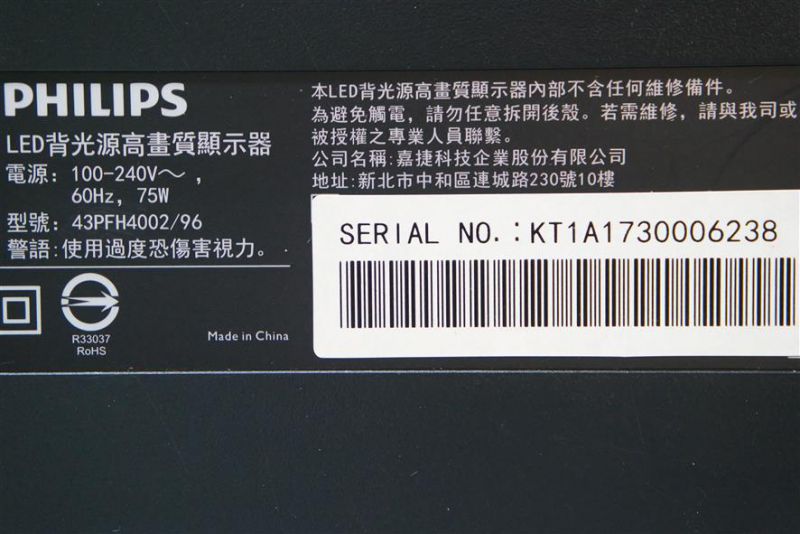 PHILIPS
LED背光源高畫質顯示器
電源：100-240V～，
60Hz, 75W
型號：43PFH4002/96
警語：使用過度恐傷害視力。
R33037
RoHS
Made in China
本LED背光源高畫質顯示器內部不含任何維修備件。
為避免觸電，請勿任意拆開後殼。若需維修，請與我司或
被授權之專業人員聯繫。
公司名稱:嘉捷科技企業股份有限公司
地址:新北市中和區連城路230號10樓
SERIAL NO.:KT1A1730006238